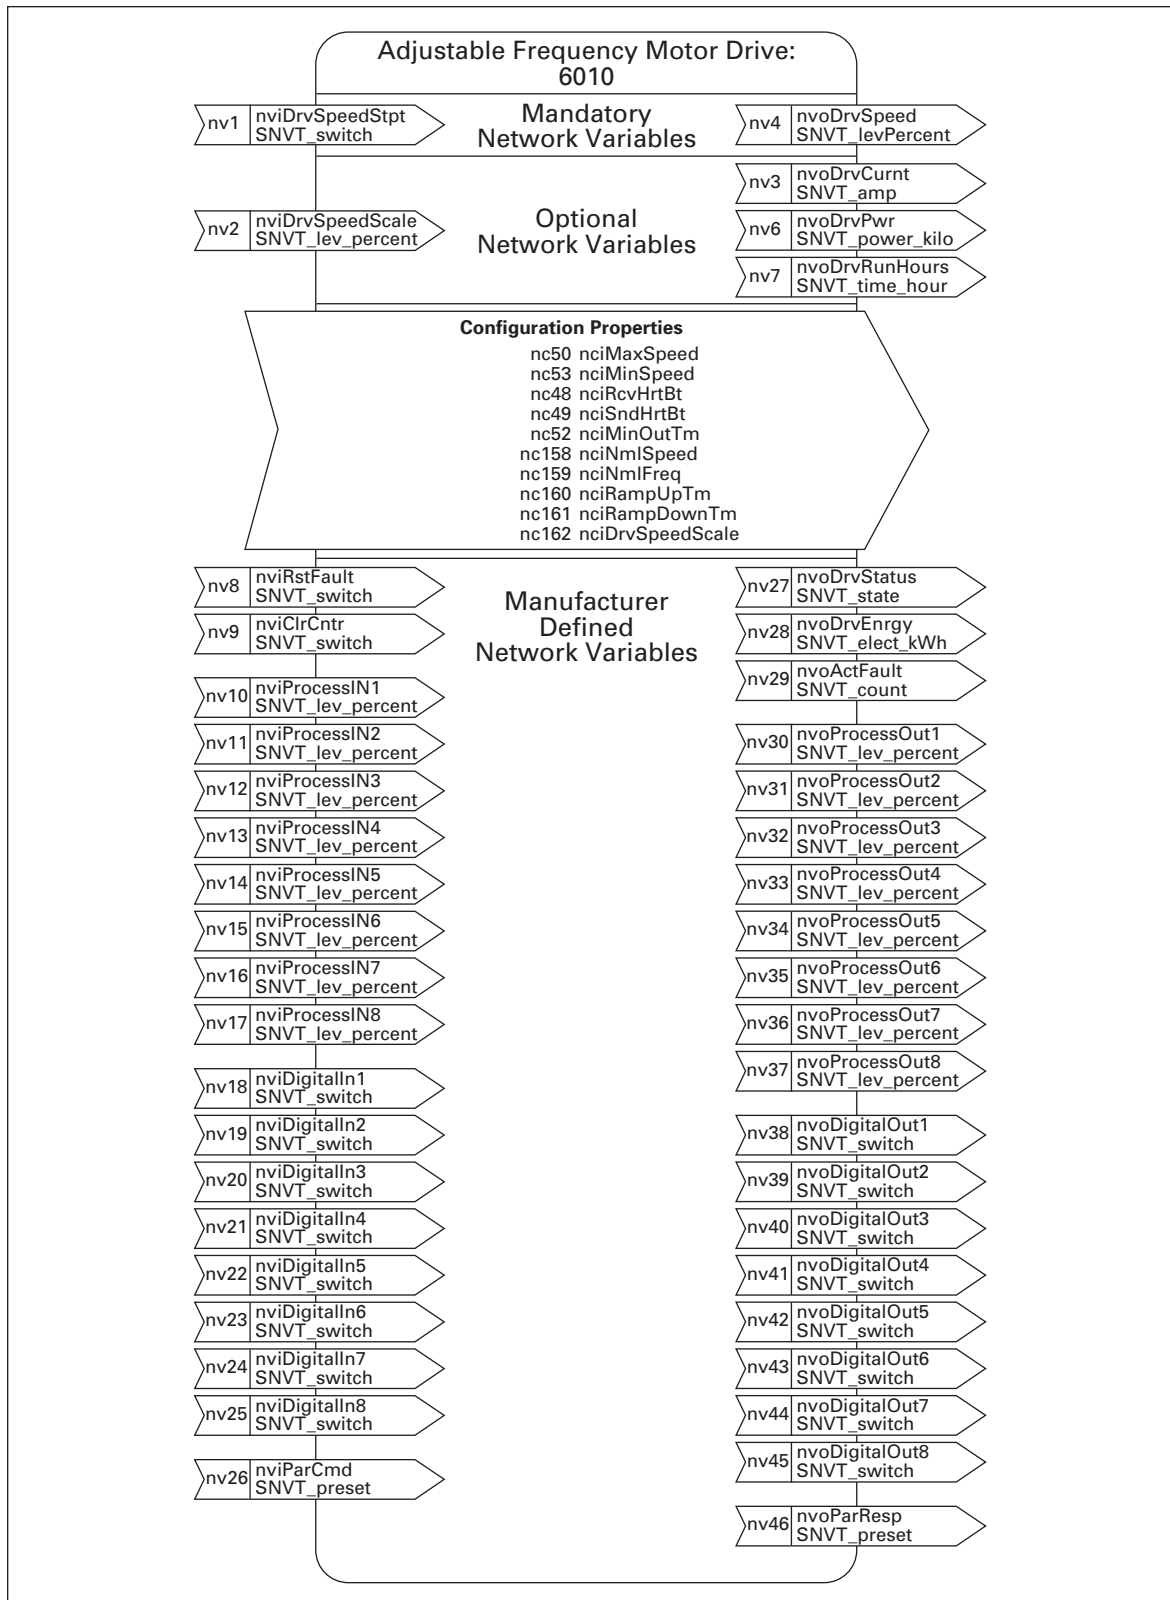 Adjustable Frequency Motor Drive:
6010
Mandatory
Network Variables
nv1 nviDrvSpeedStpt
SNVT_switch
nv4 nvoDrvSpeed
SNVT_levPercent
Optional
Network Variables
nv2 nviDrvSpeedScale
SNVT_lev_percent
nv3 nvoDrvCurnt
SNVT_amp
nv6 nvoDrvPwr
SNVT_power_kilo
nv7 nvoDrvRunHours
SNVT_time_hour
Configuration Properties
nc50 nciMaxSpeed
nc53 nciMinSpeed
nc48 nciRcvHrtBt
nc49 nciSndHrtBt
nc52 nciMinOutTm
nc158 nciNmlSpeed
nc159 nciNmlFreq
nc160 nciRampUpTm
nc161 nciRampDownTm
nc162 nciDrvSpeedScale
Manufacturer
Defined
Network Variables
nv8 nviRstFault
SNVT_switch
nv9 nviClrCntr
SNVT_switch
nv10 nviProcessIN1
SNVT_lev_percent
nv11 nviProcessIN2
SNVT_lev_percent
nv12 nviProcessIN3
SNVT_lev_percent
nv13 nviProcessIN4
SNVT_lev_percent
nv14 nviProcessIN5
SNVT_lev_percent
nv15 nviProcessIN6
SNVT_lev_percent
nv16 nviProcessIN7
SNVT_lev_percent
nv17 nviProcessIN8
SNVT_lev_percent
nv18 nviDigitalIn1
SNVT_switch
nv19 nviDigitalIn2
SNVT_switch
nv20 nviDigitalIn3
SNVT_switch
nv21 nviDigitalIn4
SNVT_switch
nv22 nviDigitalIn5
SNVT_switch
nv23 nviDigitalIn6
SNVT_switch
nv24 nviDigitalIn7
SNVT_switch
nv25 nviDigitalIn8
SNVT_switch
nv26 nviParCmd
SNVT_preset
nv27 nvoDrvStatus
SNVT_state
nv28 nvoDrvEnrgy
SNVT_elect_kWh
nv29 nvoActFault
SNVT_count
nv30 nvoProcessOut1
SNVT_lev_percent
nv31 nvoProcessOut2
SNVT_lev_percent
nv32 nvoProcessOut3
SNVT_lev_percent
nv33 nvoProcessOut4
SNVT_lev_percent
nv34 nvoProcessOut5
SNVT_lev_percent
nv35 nvoProcessOut6
SNVT_lev_percent
nv36 nvoProcessOut7
SNVT_lev_percent
nv37 nvoProcessOut8
SNVT_lev_percent
nv38 nvoDigitalOut1
SNVT_switch
nv39 nvoDigitalOut2
SNVT_switch
nv40 nvoDigitalOut3
SNVT_switch
nv41 nvoDigitalOut4
SNVT_switch
nv42 nvoDigitalOut5
SNVT_switch
nv43 nvoDigitalOut6
SNVT_switch
nv44 nvoDigitalOut7
SNVT_switch
nv45 nvoDigitalOut8
SNVT_switch
nv46 nvoParResp
SNVT_preset